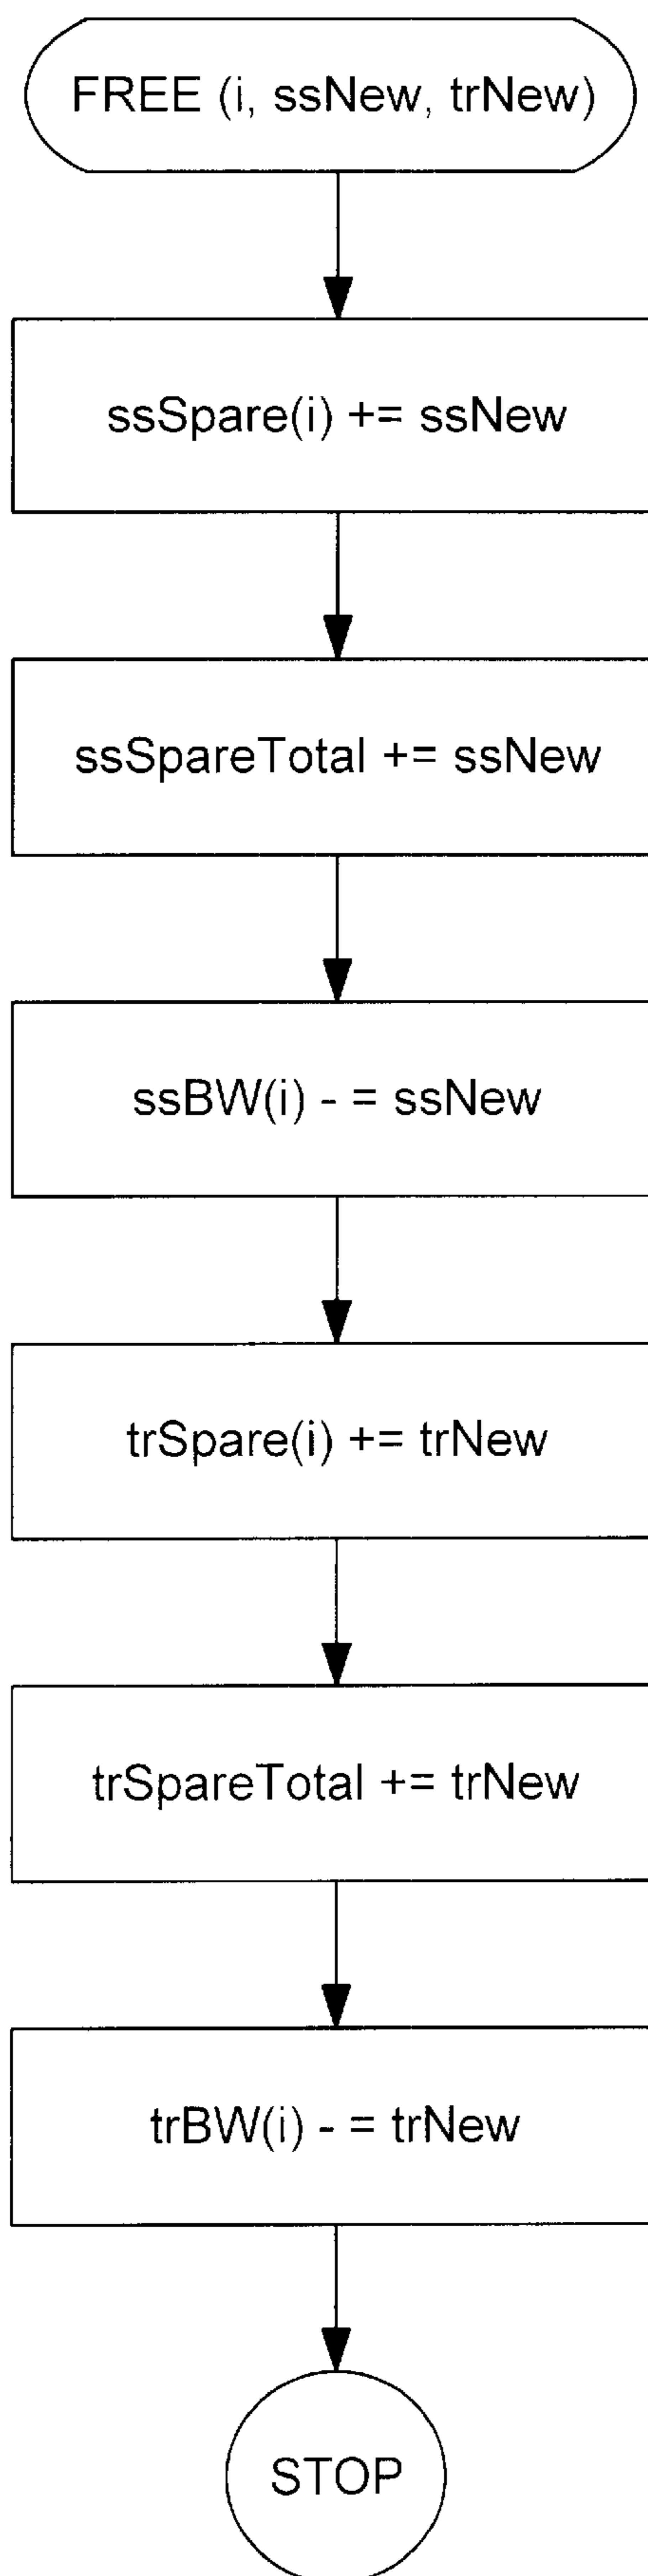 FREE (i, ssNew, trNew)
ssSpare(i) += ssNew
ssSpareTotal += ssNew
ssBW(i) - = ssNew
trSpare(i) += trNew
trSpareTotal += trNew
trBW(i) - = trNew
STOP